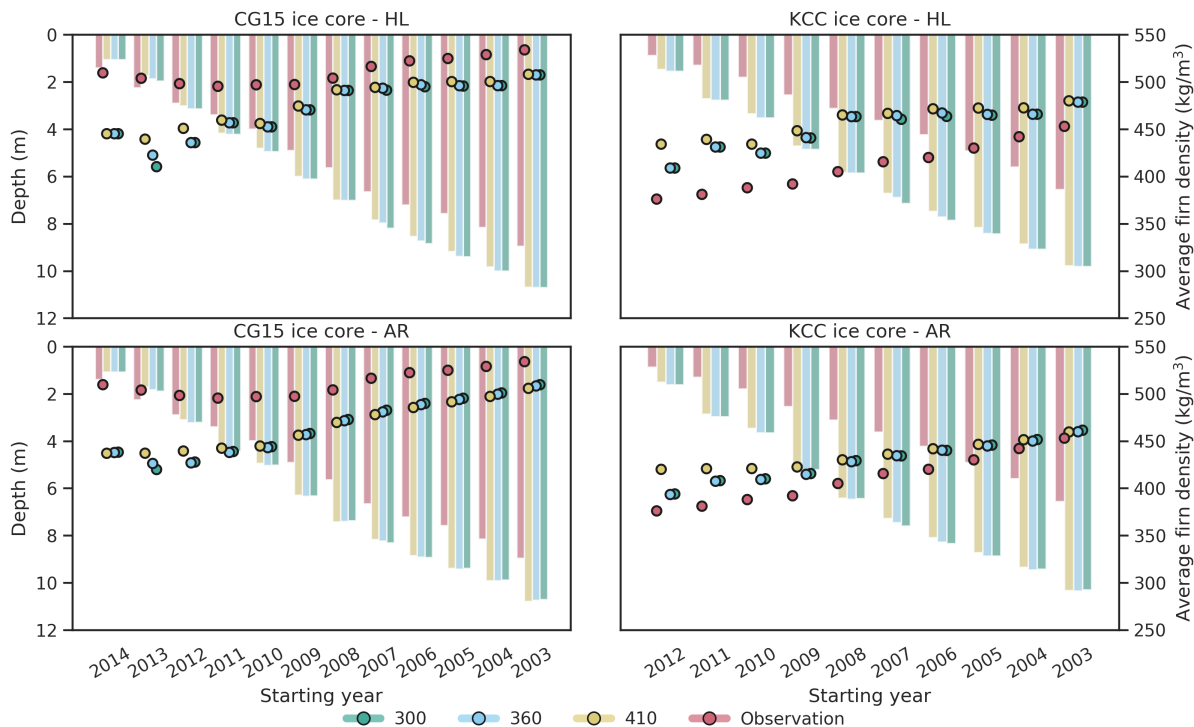 CG15 ice core - HL
KCC ice core - HL
0
2
4
6
8
10
12
Depth (m)
550
500
450
400
350
300
250
Average firn density (kg/m³)
CG15 ice core - AR
KCC ice core - AR
0
2
4
6
8
10
12
Depth (m)
550
500
450
400
350
300
250
Average firn density (kg/m³)
2014 2013 2012 2011 2010 2009 2008 2007 2006 2005 2004 2003
2012 2011 2010 2009 2008 2007 2006 2005 2004 2003
Starting year
Starting year
300 360 410 Observation